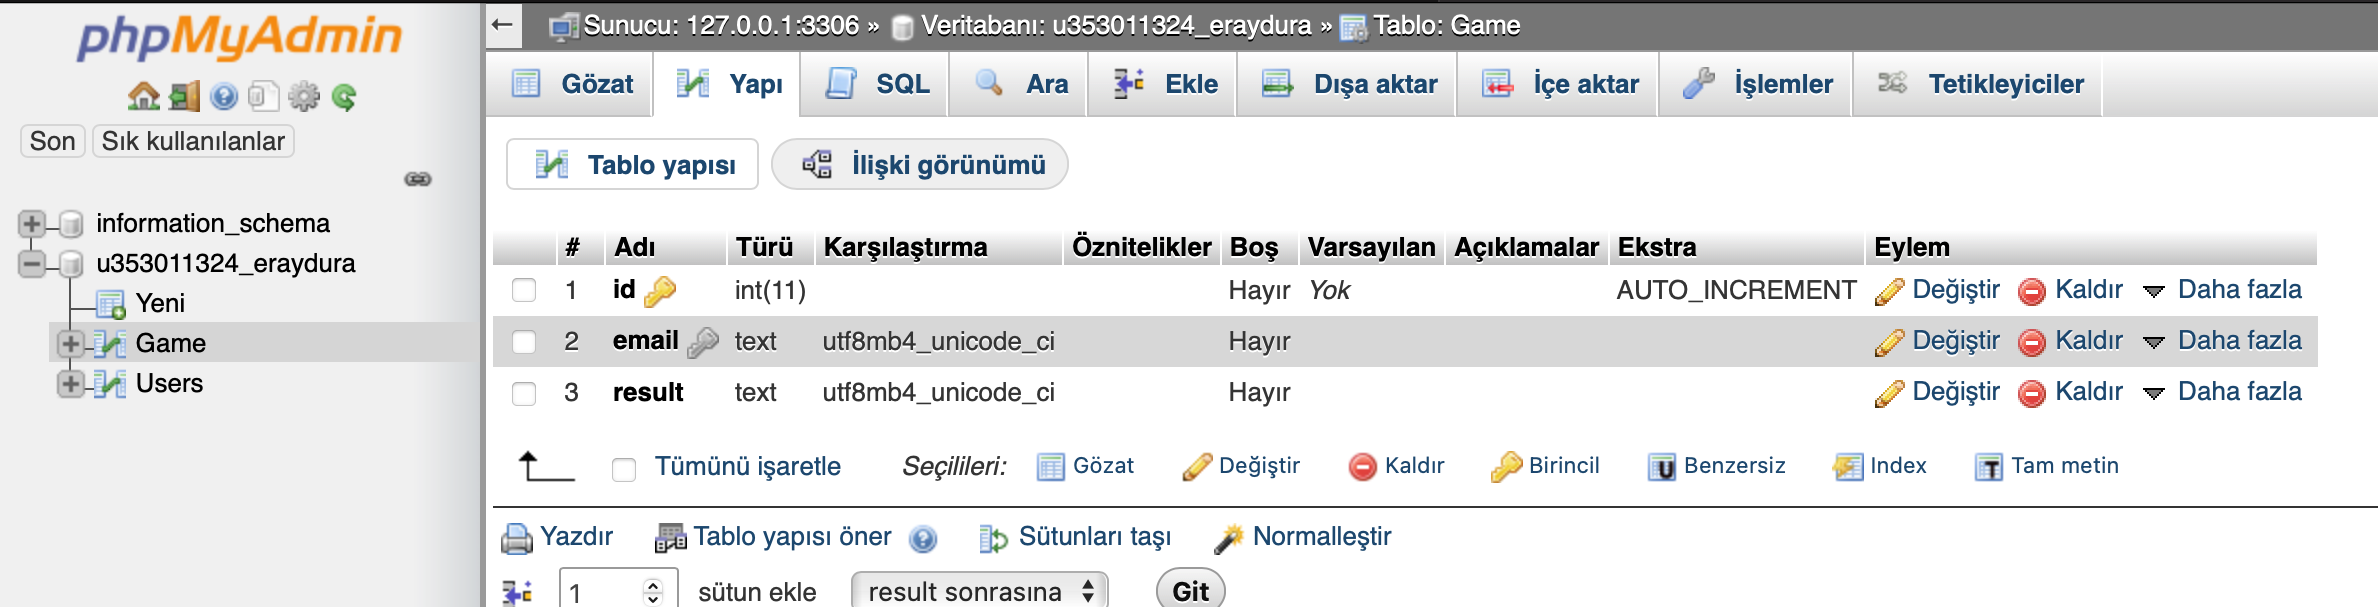 phpMyAdmin
Son Sık kullanılanlar
information_schema
u353011324_eraydura
Yeni
Game
Users
Sunucu: 127.0.0.1:3306 » Veritabanı: u353011324_eraydura » Tablo: Game
Gözat Yapı SQL Ara Ekle Dışa aktar İçe aktar İşlemler Tetikleyiciler
Tablo yapısı İlişki görünümü
# Adı Türü Karşılaştırma Öznitelikler Boş Varsayılan Açıklamalar Ekstra Eylem
1 id int(11) Hayır Yok AUTO_INCREMENT Değiştir Kaldır Daha fazla
2 email text utf8mb4_unicode_ci Hayır Değiştir Kaldır Daha fazla
3 result text utf8mb4_unicode_ci Hayır Değiştir Kaldır Daha fazla
Tümünü işaretle Seçilileri: Gözat Değiştir Kaldır Birincil Benzersiz Index Tam metin
Yazdır Tablo yapısı öner Sütunları taşı Normalleştir
1 sütun ekle result sonrasına Git